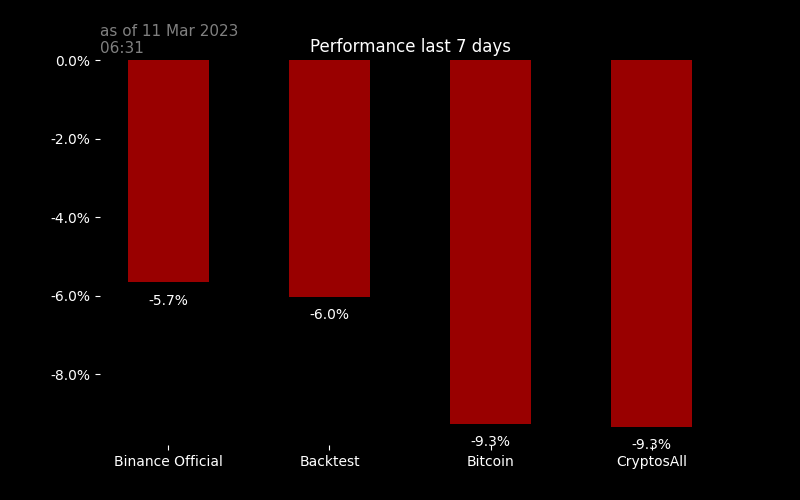 as of 11 Mar 2023
06:31
Performance last 7 days
0.0%
-2.0%
-4.0%
-6.0%
-8.0%
-5.7%
-6.0%
-9.3%
-9.3%
Binance Official
Backtest
Bitcoin
CryptosAll